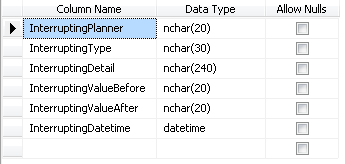 Column Name Data Type Allow Nulls
InterruptingPlanner nchar(20)
InterruptingType nchar(30)
InterruptingDetail nchar(240)
InterruptingValueBefore nchar(20)
InterruptingValueAfter nchar(20)
InterruptingDatetime datetime